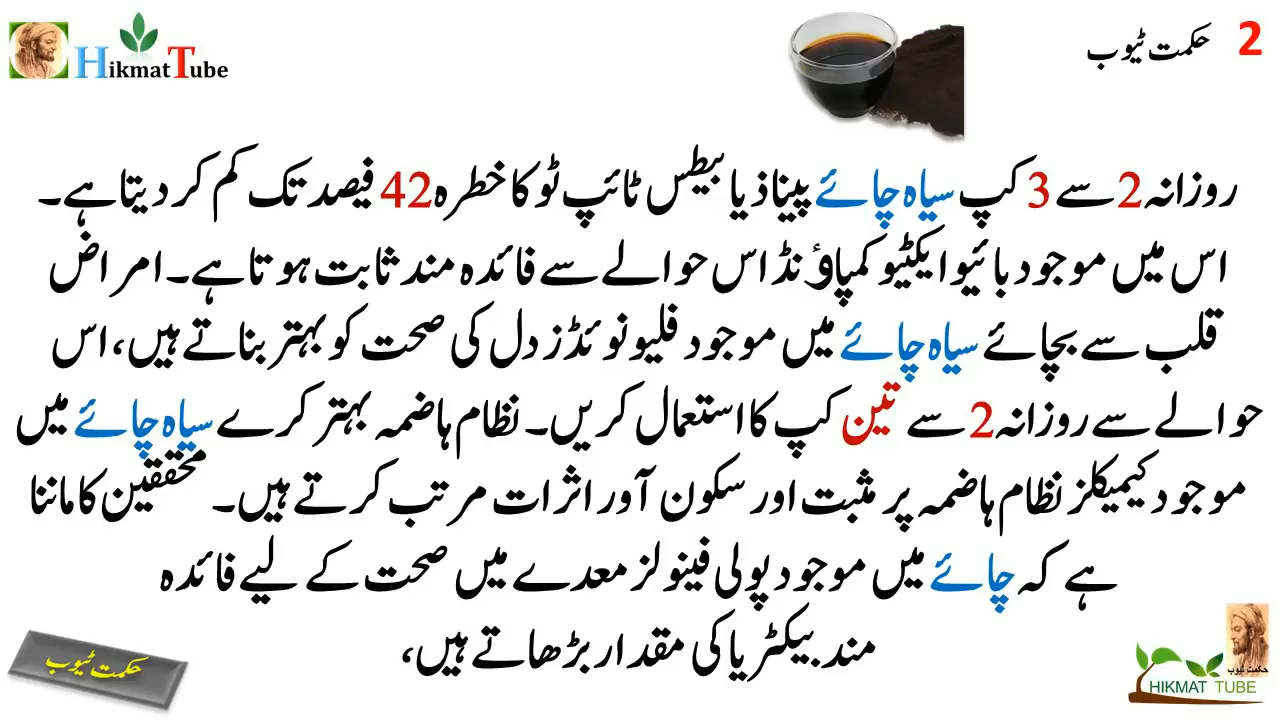 HikmatTube
حکمت ٹیوب
2
روزانہ 2 سے 3 کپ سیاہ چائے پینا ذیابیطس ٹائپ ٹو کا خطرہ 42 فیصد تک کم کر دیتا ہے۔
اس میں موجود بائیو ایکٹیو کمپاؤنڈ اس حوالے سے فائدہ مند ثابت ہوتا ہے۔ امراض
قلب سے بچائے سیاہ چائے میں موجود فلیونوئڈز دل کی صحت کو بہتر بناتے ہیں، اس
حوالے سے روزانہ 2 سے تین کپ کا استعمال کریں۔ نظام ہاضمہ بہتر کرے سیاہ چائے میں
موجود کیمیکلز نظام ہاضمہ پر مثبت اور سکون آور اثرات مرتب کرتے ہیں۔ محققین کا ماننا
ہے کہ چائے میں موجود پولی فینولز معدے میں صحت کے لیے فائدہ
مند بیکٹریا کی مقدار بڑھاتے ہیں،
حکمت ٹیوب
حکمت ٹیوب
HIKMAT TUBE